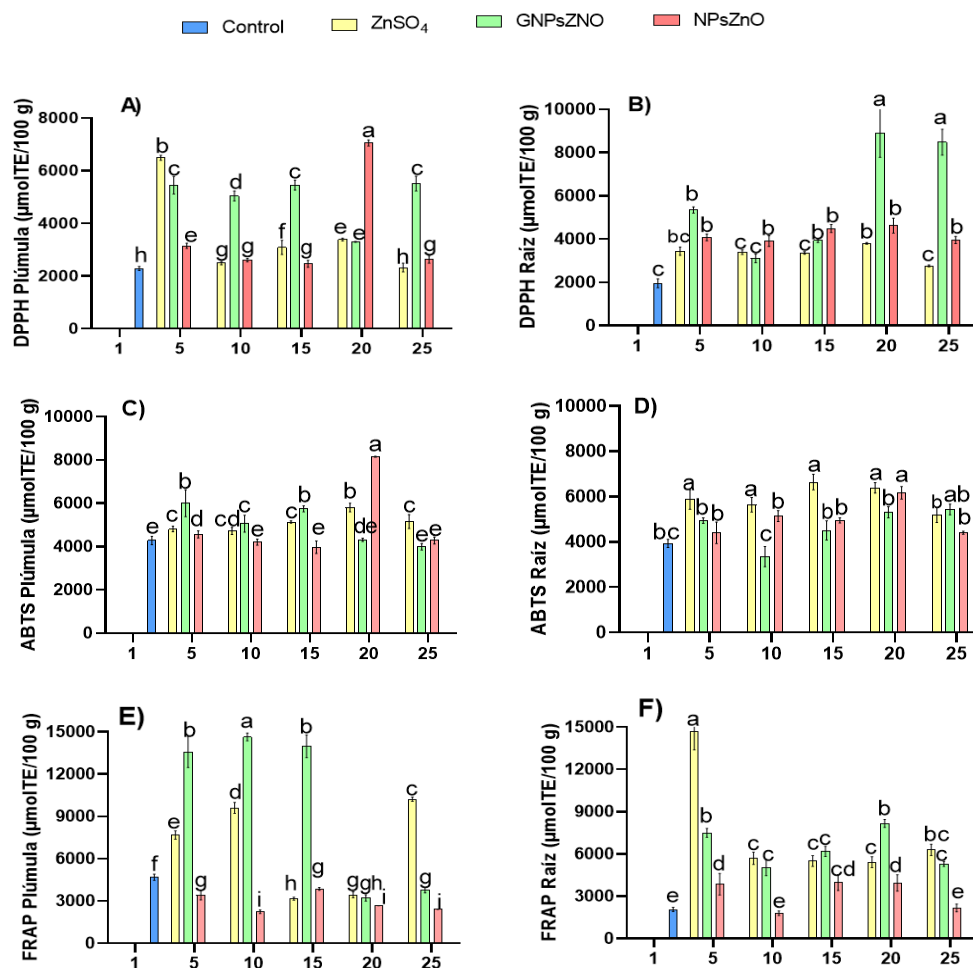 Control ZnSO₄ GNPsZNO NPsZnO
A)
DPPH Plúmula (µmolTE/100 g)
8000
6000
4000
2000
0
h b c e g d g f c g e e a h c g
1 5 10 15 20 25
B)
DPPH Raíz (µmolTE/100 g)
10000
8000
6000
4000
2000
0
c bc b b c c b c b b b a b c a b
1 5 10 15 20 25
C)
ABTS Plúmula (µmolTE/100 g)
10000
8000
6000
4000
2000
0
e c b d cd c e c b e b de a c e e
1 5 10 15 20 25
D)
ABTS Raíz (µmolTE/100 g)
10000
8000
6000
4000
2000
0
bc a b b a c b a b b a b a b ab b
1 5 10 15 20 25
E)
FRAP Plúmula (µmolTE/100 g)
15000
12000
9000
6000
3000
0
f e b g d a i h b g g gh i c g i
1 5 10 15 20 25
F)
FRAP Raíz (µmolTE/100 g)
15000
12000
9000
6000
3000
0
e a b d c c e c c cd c b d bc c e
1 5 10 15 20 25